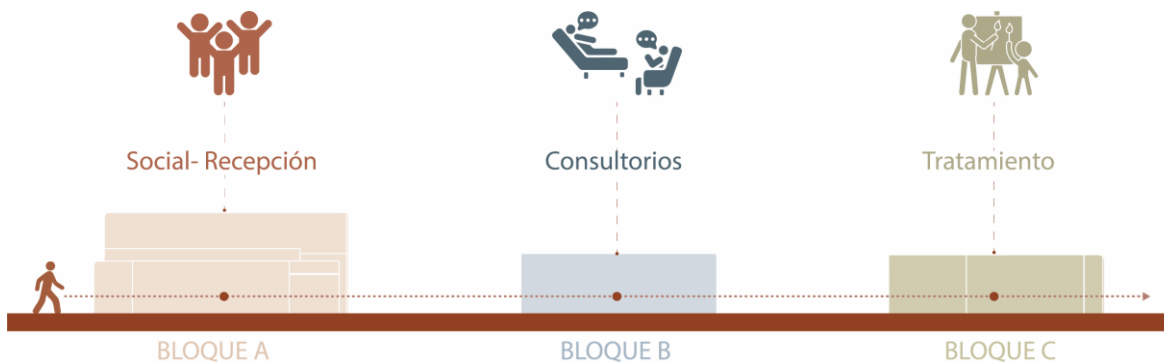 Social- Recepción
Consultorios
Tratamiento
BLOQUE A
BLOQUE B
BLOQUE C